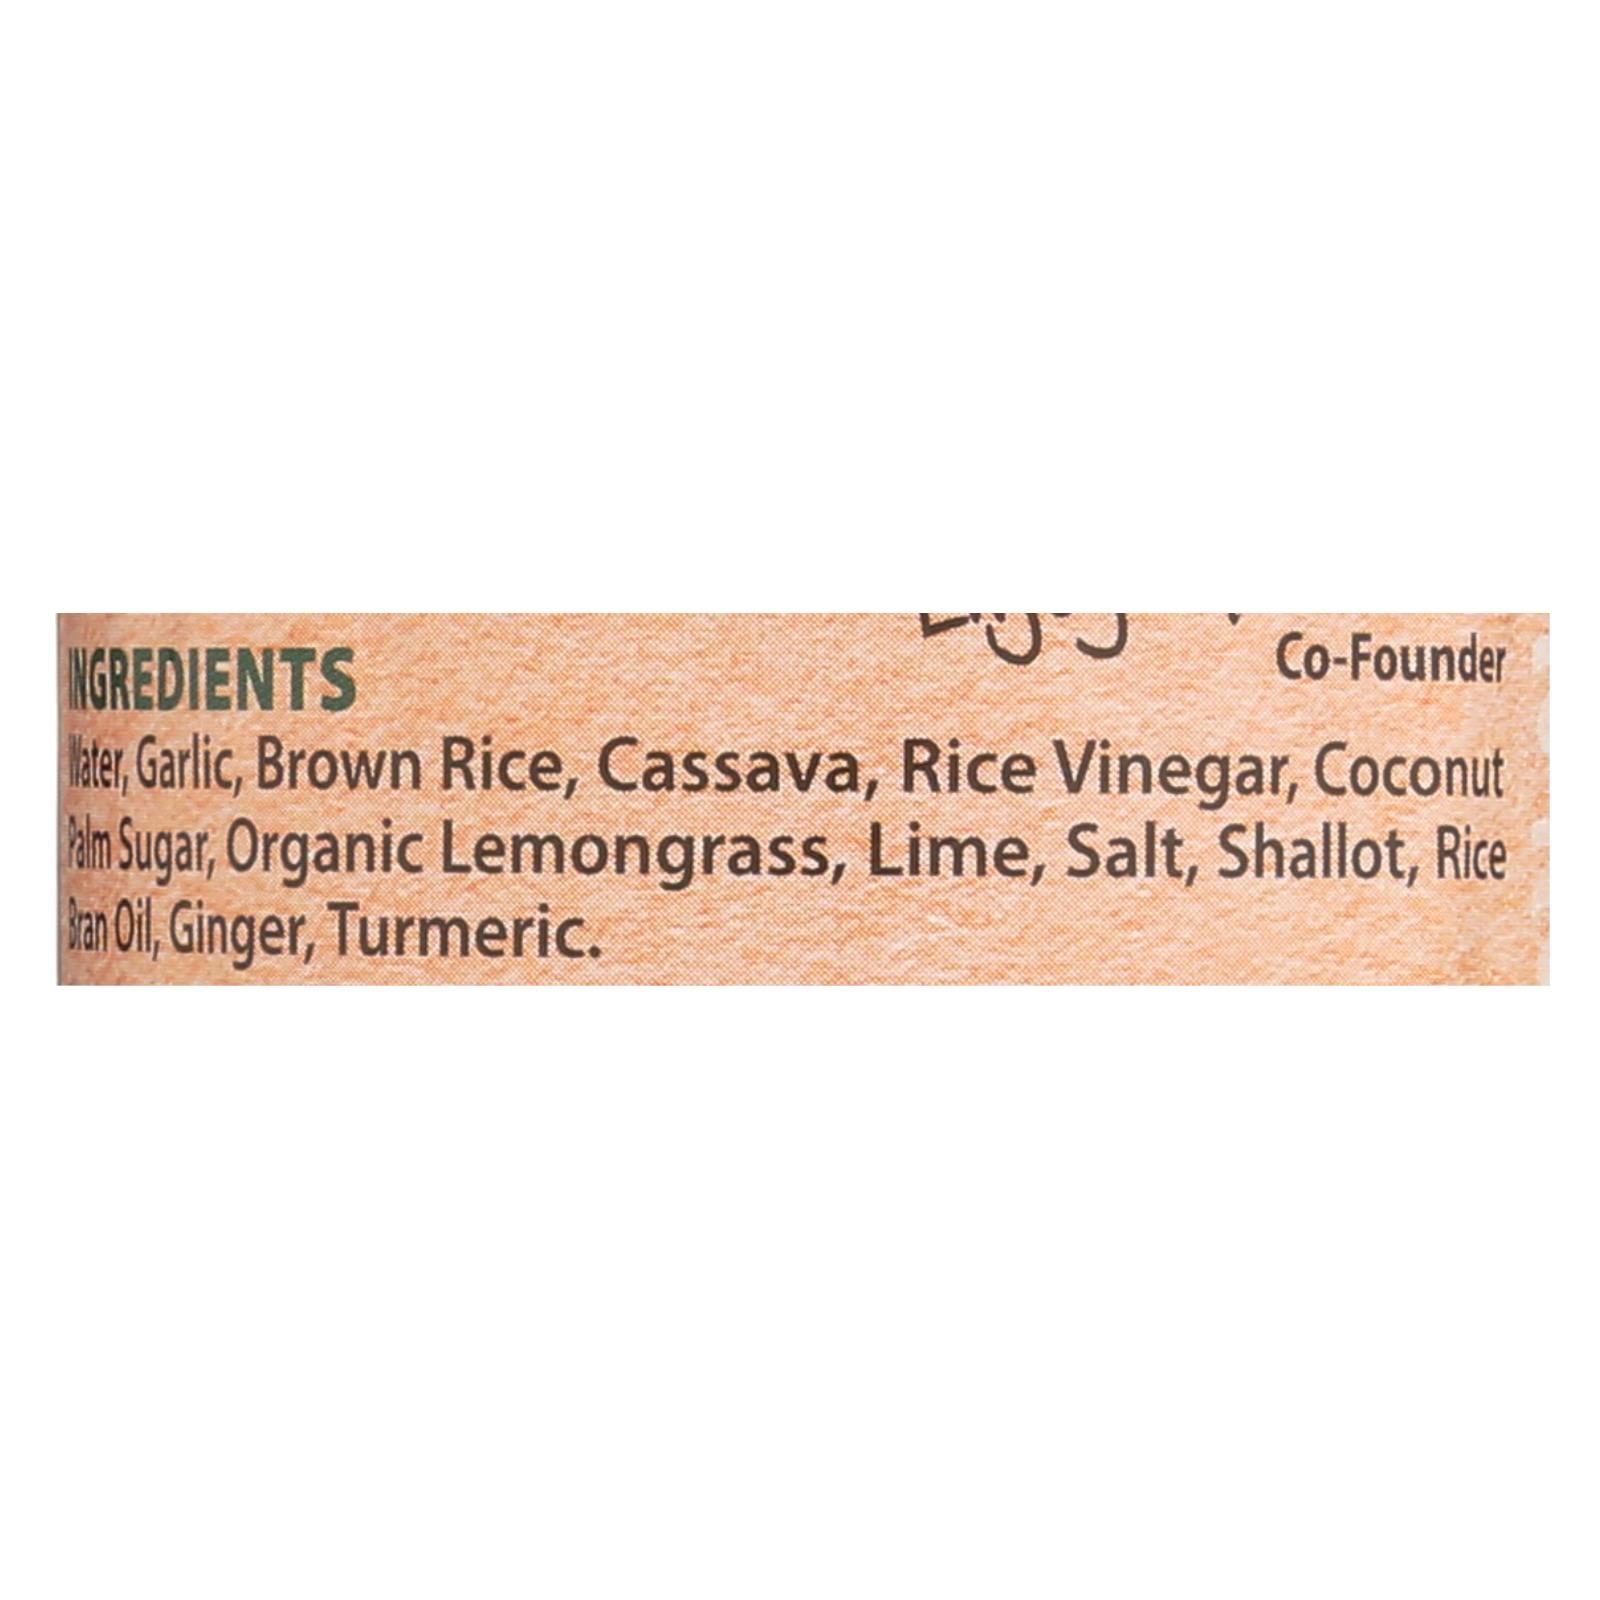 Enjoy
Co-Founder
INGREDIENTS
Water, Garlic, Brown Rice, Cassava, Rice Vinegar, Coconut
Palm Sugar, Organic Lemongrass, Lime, Salt, Shallot, Rice
Bran Oil, Ginger, Turmeric.